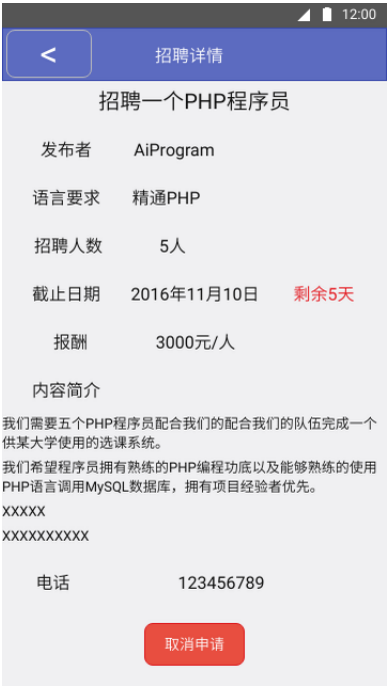 12:00
< 招聘详情
招聘一个PHP程序员
发布者 AiProgram
语言要求 精通PHP
招聘人数 5人
截止日期 2016年11月10日 剩余5天
报酬 3000元/人
内容简介
我们需要五个PHP程序员配合我们的配合我们的队伍完成一个
供某大学使用的选课系统。
我们希望程序员拥有熟练的PHP编程功底以及能够熟练的使用
PHP语言调用MySQL数据库，拥有项目经验者优先。
XXXXX
XXXXXXXXXX
电话 123456789
取消申请